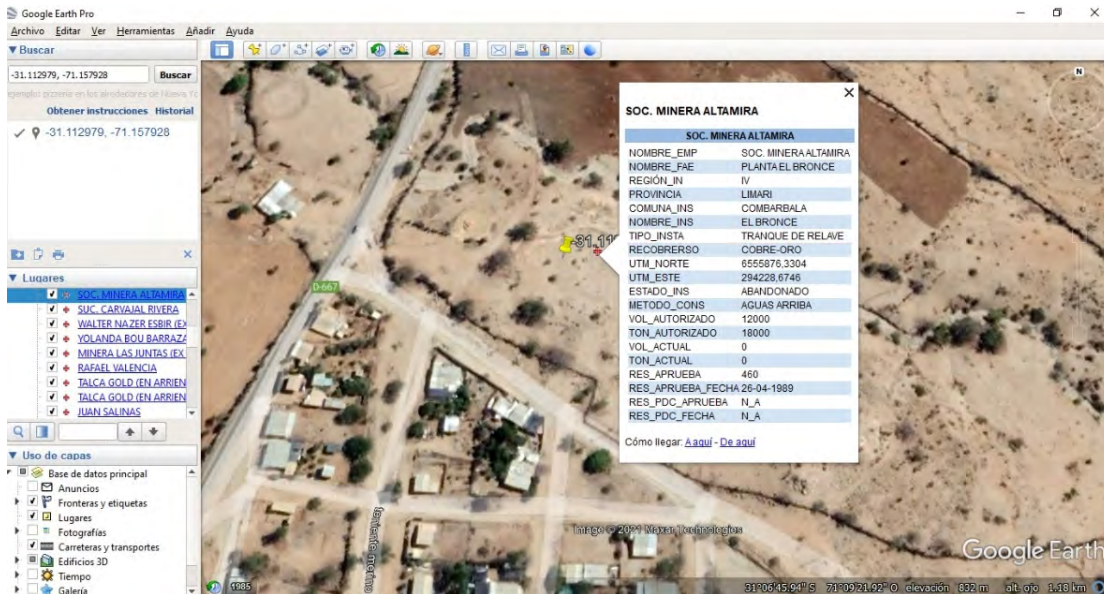 Google Earth Pro
Archivo Editar Ver Herramientas Añadir Ayuda
Buscar
-31.112979, -71.157928
Buscar
Obtener instrucciones Historial
-31.112979, -71.157928
Lugares
SOC. MINERA ALTAMIRA
SUC. CARVAJAL RIVERA
WALTER NAZER ESBIR (EX
YOLANDA BOU BARRAZA
MINERA LAS JUNTAS (EX
RAFAEL VALENCIA
TALCA GOLD (EN ARRIEN
TALCA GOLD (EN ARRIEN
JUAN SALINAS
Uso de capas
Base de datos principal
Anuncios
Fronteras y etiquetas
Lugares
Fotografías
Carreteras y transportes
Edificios 3D
Tiempo
Galería
D-667
-31.11
N
SOC. MINERA ALTAMIRA
SOC. MINERA ALTAMIRA
NOMBRE_EMP SOC. MINERA ALTAMIRA
NOMBRE_FAE PLANTA EL BRONCE
REGIÓN_IN IV
PROVINCIA LIMARI
COMUNA_INS COMBARBALA
NOMBRE_INS EL BRONCE
TIPO_INSTA TRANQUE DE RELAVE
RECOBRERSO COBRE-ORO
UTM_NORTE 6555876,3304
UTM_ESTE 294228,6746
ESTADO_INS ABANDONADO
METODO_CONS AGUAS ARRIBA
VOL_AUTORIZADO 12000
TON_AUTORIZADO 18000
VOL_ACTUAL 0
TON_ACTUAL 0
RES_APRUEBA 460
RES_APRUEBA_FECHA 26-04-1989
RES_PDC_APRUEBA N_A
RES_PDC_FECHA N_A
Cómo llegar: A aquí - De aquí
teniente merino
Image © 2021 Maxar Technologies
Google Earth
1985
31°06'45.94" S 71°09'21.92" O elevación 832 m alt. ojo 1.18 km